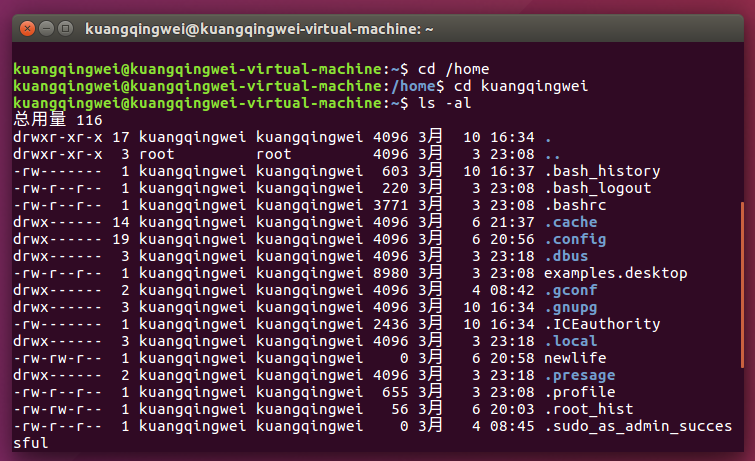 kuangqingwei@kuangqingwei-virtual-machine: ~
kuangqingwei@kuangqingwei-virtual-machine:~$ cd /home
kuangqingwei@kuangqingwei-virtual-machine:/home$ cd kuangqingwei
kuangqingwei@kuangqingwei-virtual-machine:~$ ls -al
总用量 116
drwxr-xr-x 17 kuangqingwei kuangqingwei 4096 3月  10 16:34 .
drwxr-xr-x  3 root         root         4096 3月   3 23:08 ..
-rw-------  1 kuangqingwei kuangqingwei  603 3月  10 16:37 .bash_history
-rw-r--r--  1 kuangqingwei kuangqingwei  220 3月   3 23:08 .bash_logout
-rw-r--r--  1 kuangqingwei kuangqingwei 3771 3月   3 23:08 .bashrc
drwx------ 14 kuangqingwei kuangqingwei 4096 3月   6 21:37 .cache
drwx------ 19 kuangqingwei kuangqingwei 4096 3月   6 20:56 .config
drwx------  3 kuangqingwei kuangqingwei 4096 3月   3 23:18 .dbus
-rw-r--r--  1 kuangqingwei kuangqingwei 8980 3月   3 23:08 examples.desktop
drwx------  2 kuangqingwei kuangqingwei 4096 3月   4 08:42 .gconf
drwx------  3 kuangqingwei kuangqingwei 4096 3月  10 16:34 .gnupg
-rw-------  1 kuangqingwei kuangqingwei 2436 3月  10 16:34 .ICEauthority
drwx------  3 kuangqingwei kuangqingwei 4096 3月   3 23:18 .local
-rw-rw-r--  1 kuangqingwei kuangqingwei    0 3月   6 20:58 newlife
drwx------  2 kuangqingwei kuangqingwei 4096 3月   3 23:18 .presage
-rw-r--r--  1 kuangqingwei kuangqingwei  655 3月   3 23:08 .profile
-rw-rw-r--  1 kuangqingwei kuangqingwei   56 3月   6 20:03 .root_hist
-rw-r--r--  1 kuangqingwei kuangqingwei    0 3月   4 08:45 .sudo_as_admin_succes
sful